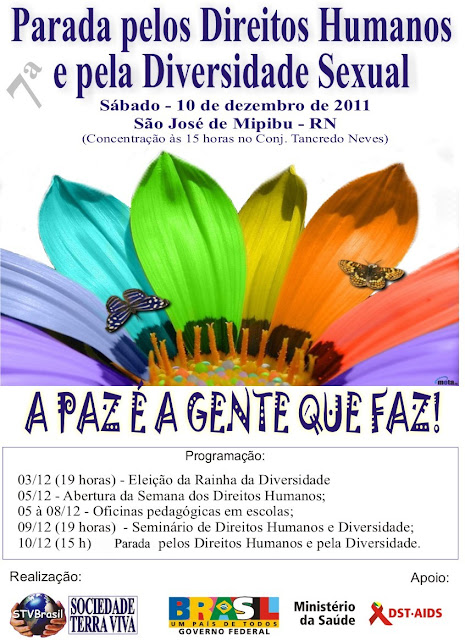 7ª
Parada pelos Direitos Humanos
e pela Diversidade Sexual
Sábado - 10 de dezembro de 2011
São José de Mipibu - RN
(Concentração às 15 horas no Conj. Tancredo Neves)
mota
A PAZ É A GENTE QUE FAZ!
Programação:
03/12 (19 horas) - Eleição da Rainha da Diversidade
05/12 - Abertura da Semana dos Direitos Humanos;
05 à 08/12 - Oficinas pedagógicas em escolas;
09/12 (19 horas) - Seminário de Direitos Humanos e Diversidade;
10/12 (15 h) Parada pelos Direitos Humanos e pela Diversidade.
Realização:
Apoio:
STVBrasil
SOCIEDADE
TERRA VIVA
BRASIL
UM PAÍS DE TODOS
GOVERNO FEDERAL
Ministério
da Saúde
DST-AIDS